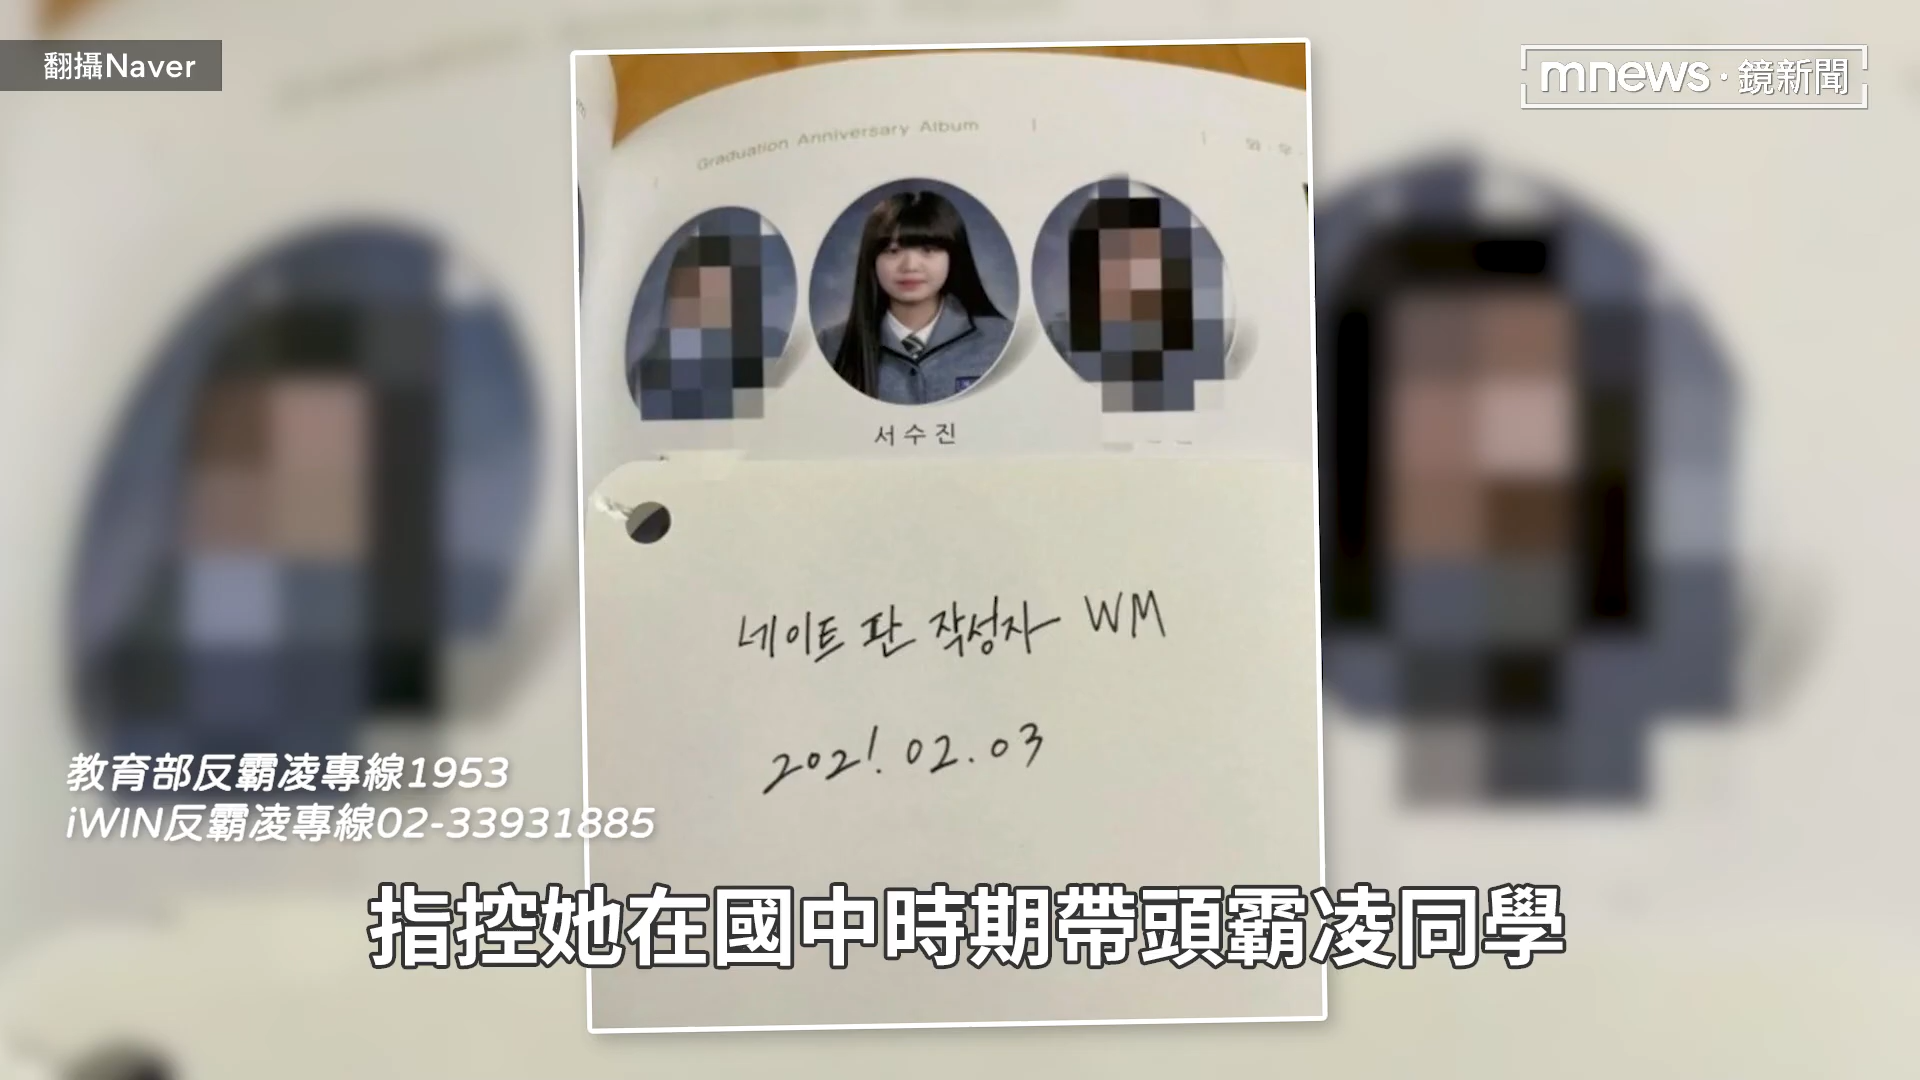 翻攝Naver
mnews·鏡新聞
Graduation Anniversary Album
서수진
네이트 판 작성자 WM
2021.02.03
教育部反霸凌專線1953
iWIN反霸凌專線02-33931885
指控她在國中時期帶頭霸凌同學